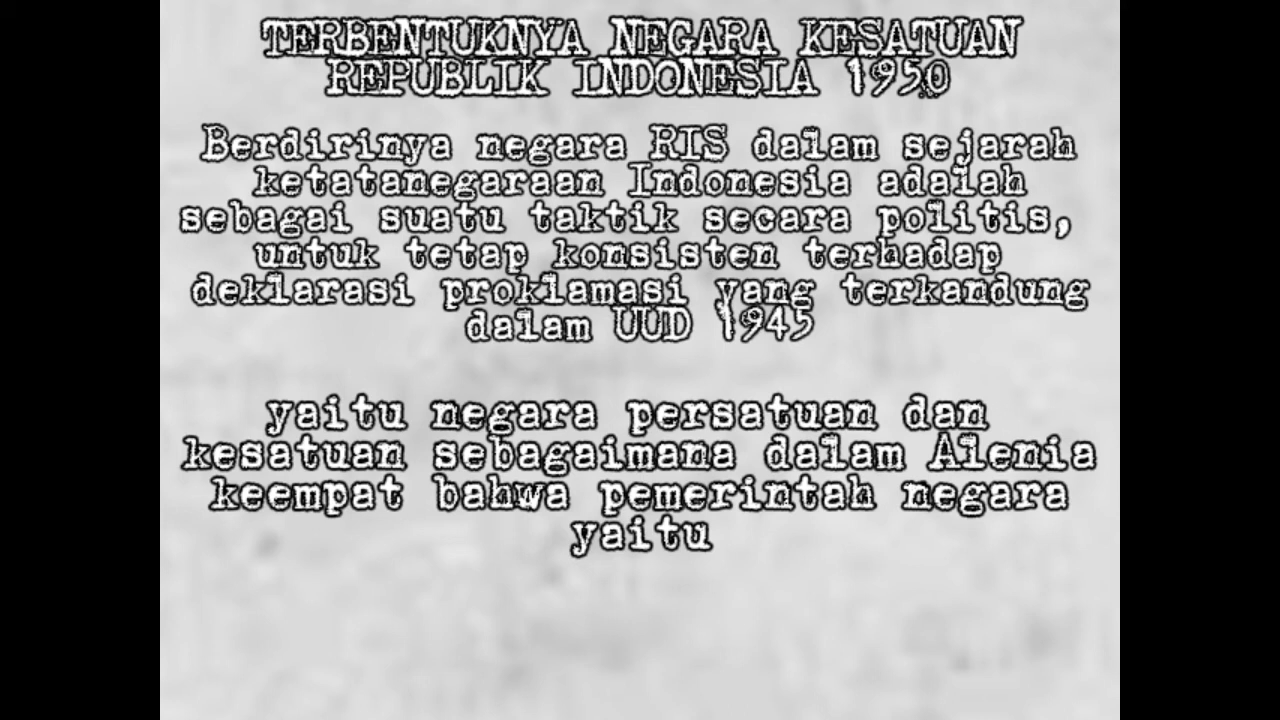 TERBENTUKNYA NEGARA KESATUAN
REPUBLIK INDONESIA 1950
Berdirinya negara RIS dalam sejarah
ketatanegaraan Indonesia adalah
sebagai suatu taktik secara politis,
untuk tetap konsisten terhadap
deklarasi proklamasi yang terkandung
dalam UUD 1945
yaitu negara persatuan dan
kesatuan sebagaimana dalam Alenia
keempat bahwa pemerintah negara
yaitu